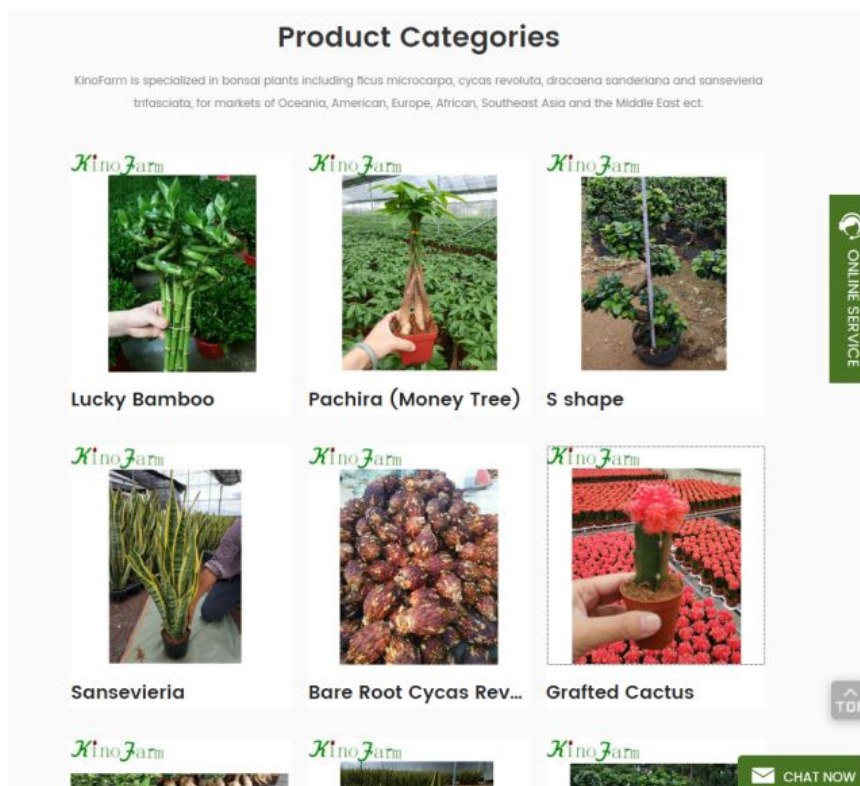 Product Categories
KinoFarm is specialized in bonsai plants including ficus microcarpa, cycas revoluta, dracaena sanderiana and sansevieria
trifasciata, for markets of Oceania, American, Europe, African, Southeast Asia and the Middle East ect.
KinoFarm KinoFarm KinoFarm
Lucky Bamboo Pachira (Money Tree) S shape
ONLINE SERVICE
KinoFarm KinoFarm KinoFarm
Sansevieria Bare Root Cycas Rev... Grafted Cactus
KinoFarm KinoFarm KinoFarm
CHAT NOW